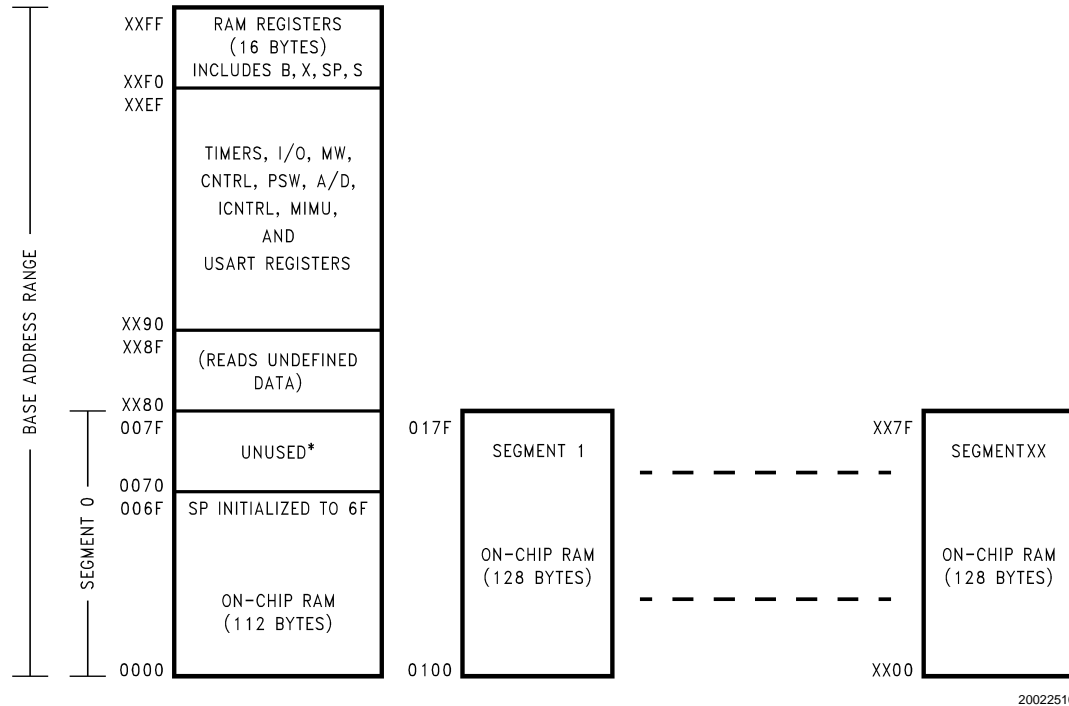 BASE ADDRESS RANGE
SEGMENT 0
XXFF
RAM REGISTERS
(16 BYTES)
INCLUDES B, X, SP, S
XXF0
XXEF
TIMERS, I/O, MW,
CNTRL, PSW, A/D,
ICNTRL, MIMU,
AND
USART REGISTERS
XX90
XX8F
(READS UNDEFINED
DATA)
XX80
007F
UNUSED*
0070
006F
SP INITIALIZED TO 6F
ON-CHIP RAM
(112 BYTES)
0000
017F
SEGMENT 1
ON-CHIP RAM
(128 BYTES)
0100
XX7F
SEGMENT XX
ON-CHIP RAM
(128 BYTES)
XX00